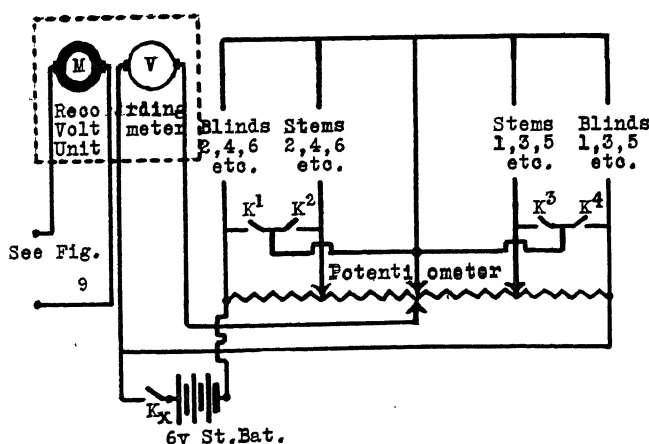 M
V
Recording
Volt meter
Unit
Blinds
2,4,6
etc.
Stems
2,4,6
etc.
Stems
1,3,5
etc.
Blinds
1,3,5
etc.
K1 K2
K3 K4
See Fig.
9
Potentiometer
Kx
6v St.Bat.